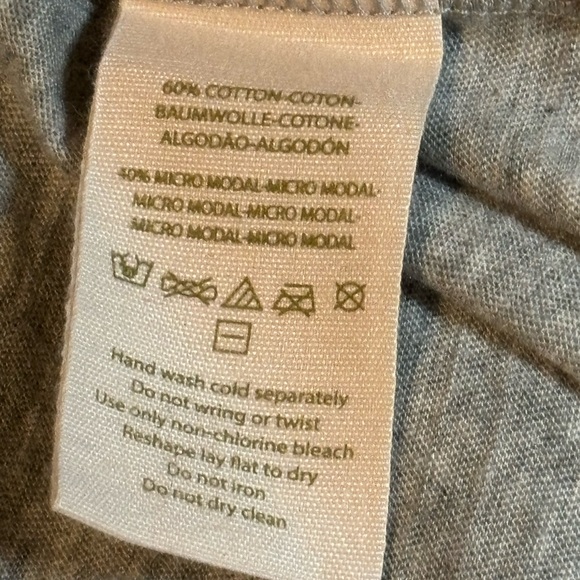 60% COTTON-COTON-
BAUMWOLLE-COTONE-
ALGODÃO-ALGODÓN
40% MICRO MODAL-MICRO MODAL-
MICRO MODAL-MICRO MODAL-
MICRO MODAL-MICRO MODAL
Hand wash cold separately
Do not wring or twist
Use only non-chlorine bleach
Reshape lay flat to dry
Do not iron
Do not dry clean